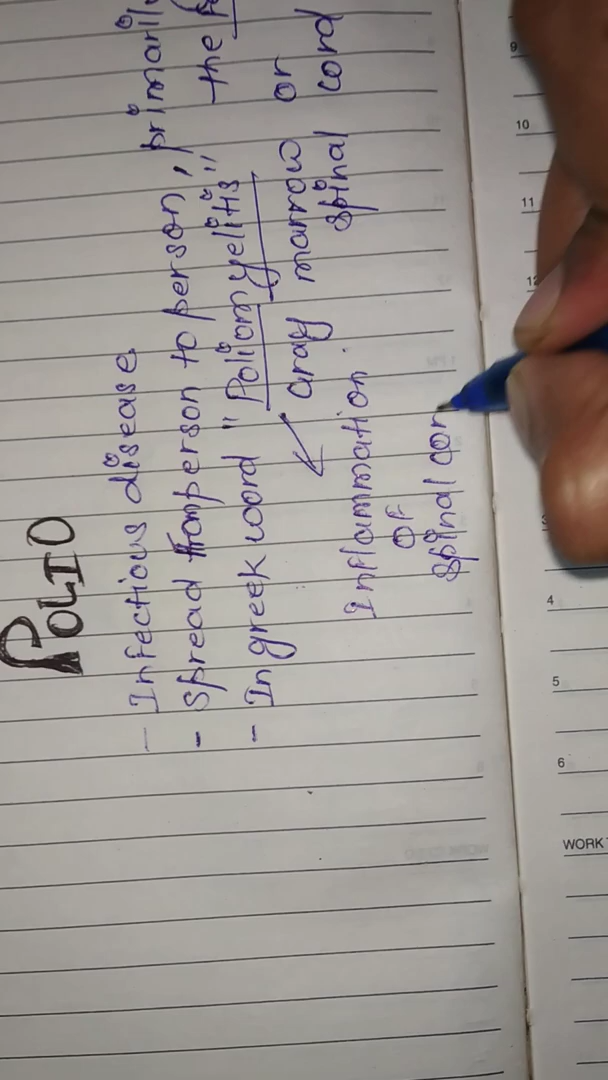 POLIO
- Infectious disease
- Spread from person to person, primarily
the
- In greek word "Poliomyelitis"
Gray marrow or
spinal cord
Inflammation
of
spinal cor
9
10
11
12
4
5
6
WORK